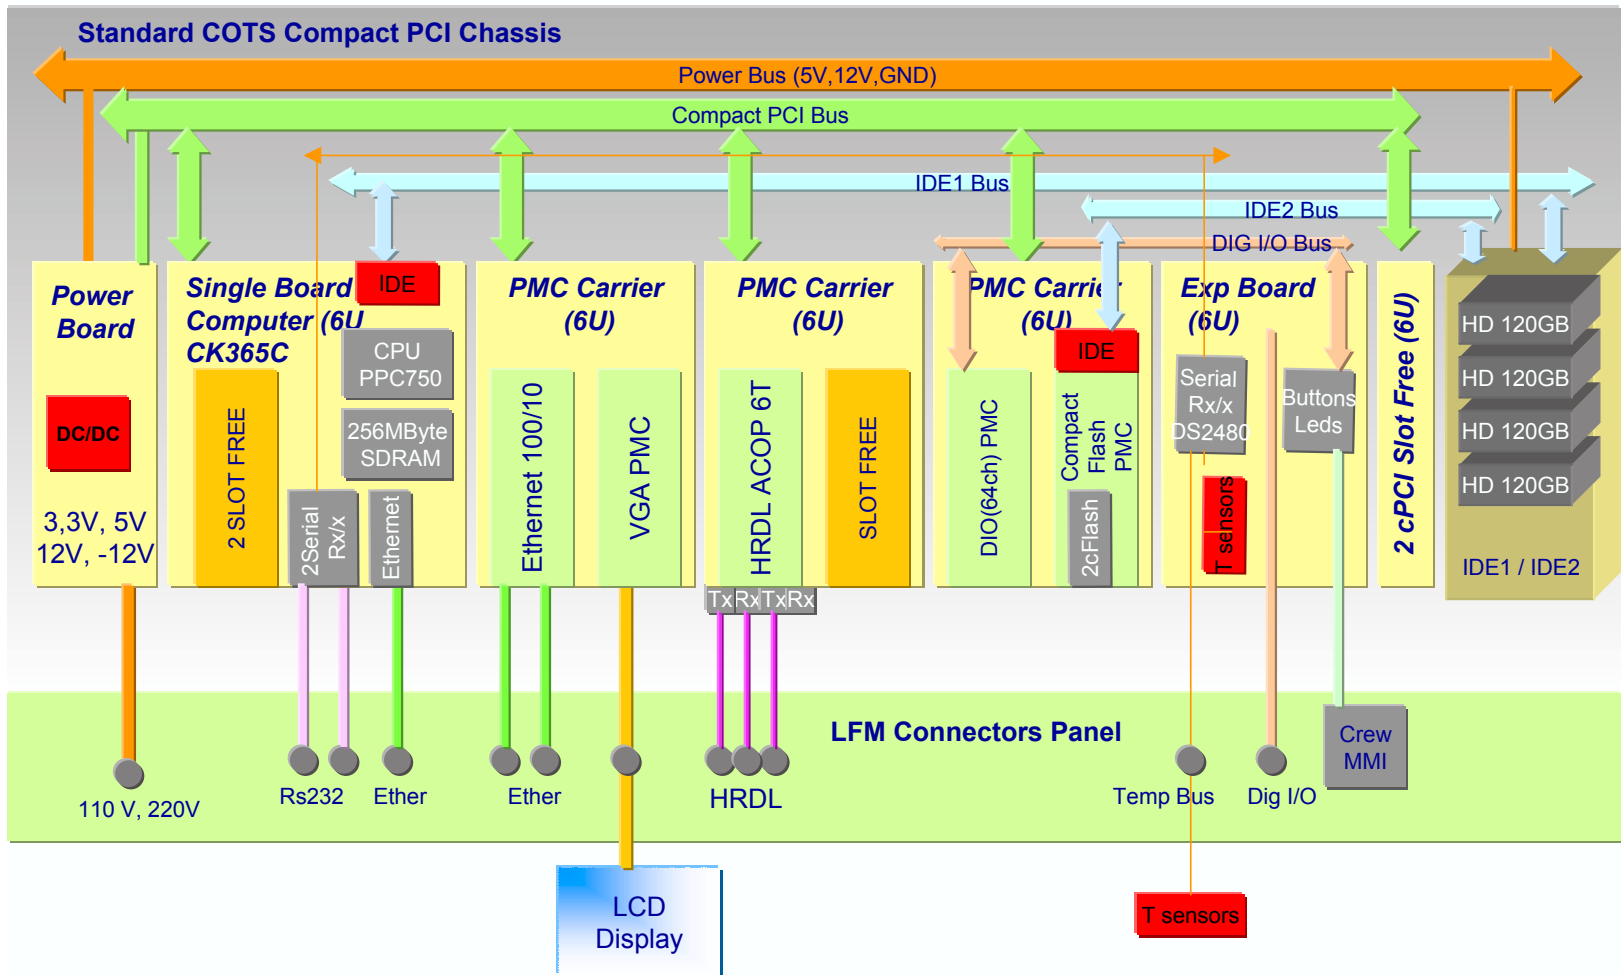 Standard COTS Compact PCI Chassis
Power Bus (5V,12V,GND)
Compact PCI Bus
IDE1 Bus
IDE2 Bus
DIG I/O Bus
Power
Board
DC/DC
3,3V, 5V
12V, -12V
Single Board
Computer (6U
CK365C
IDE
CPU
PPC750
256MByte
SDRAM
2 SLOT FREE
2Serial
Rx/x
Ethernet
PMC Carrier
(6U)
Ethernet 100/10
VGA PMC
PMC Carrier
(6U)
HRDL ACOP 6T
SLOT FREE
Tx Rx Tx Rx
PMC Carrier
(6U)
IDE
DIO(64ch) PMC
Compact
Flash
PMC
2cFlash
Exp Board
(6U)
Serial
Rx/x
DS2480
Buttons
Leds
T sensors
2 cPCI Slot Free (6U)
HD 120GB
HD 120GB
HD 120GB
HD 120GB
IDE1 / IDE2
LFM Connectors Panel
110 V, 220V
Rs232
Ether
Ether
HRDL
Temp Bus
Dig I/O
Crew
MMI
LCD
Display
T sensors